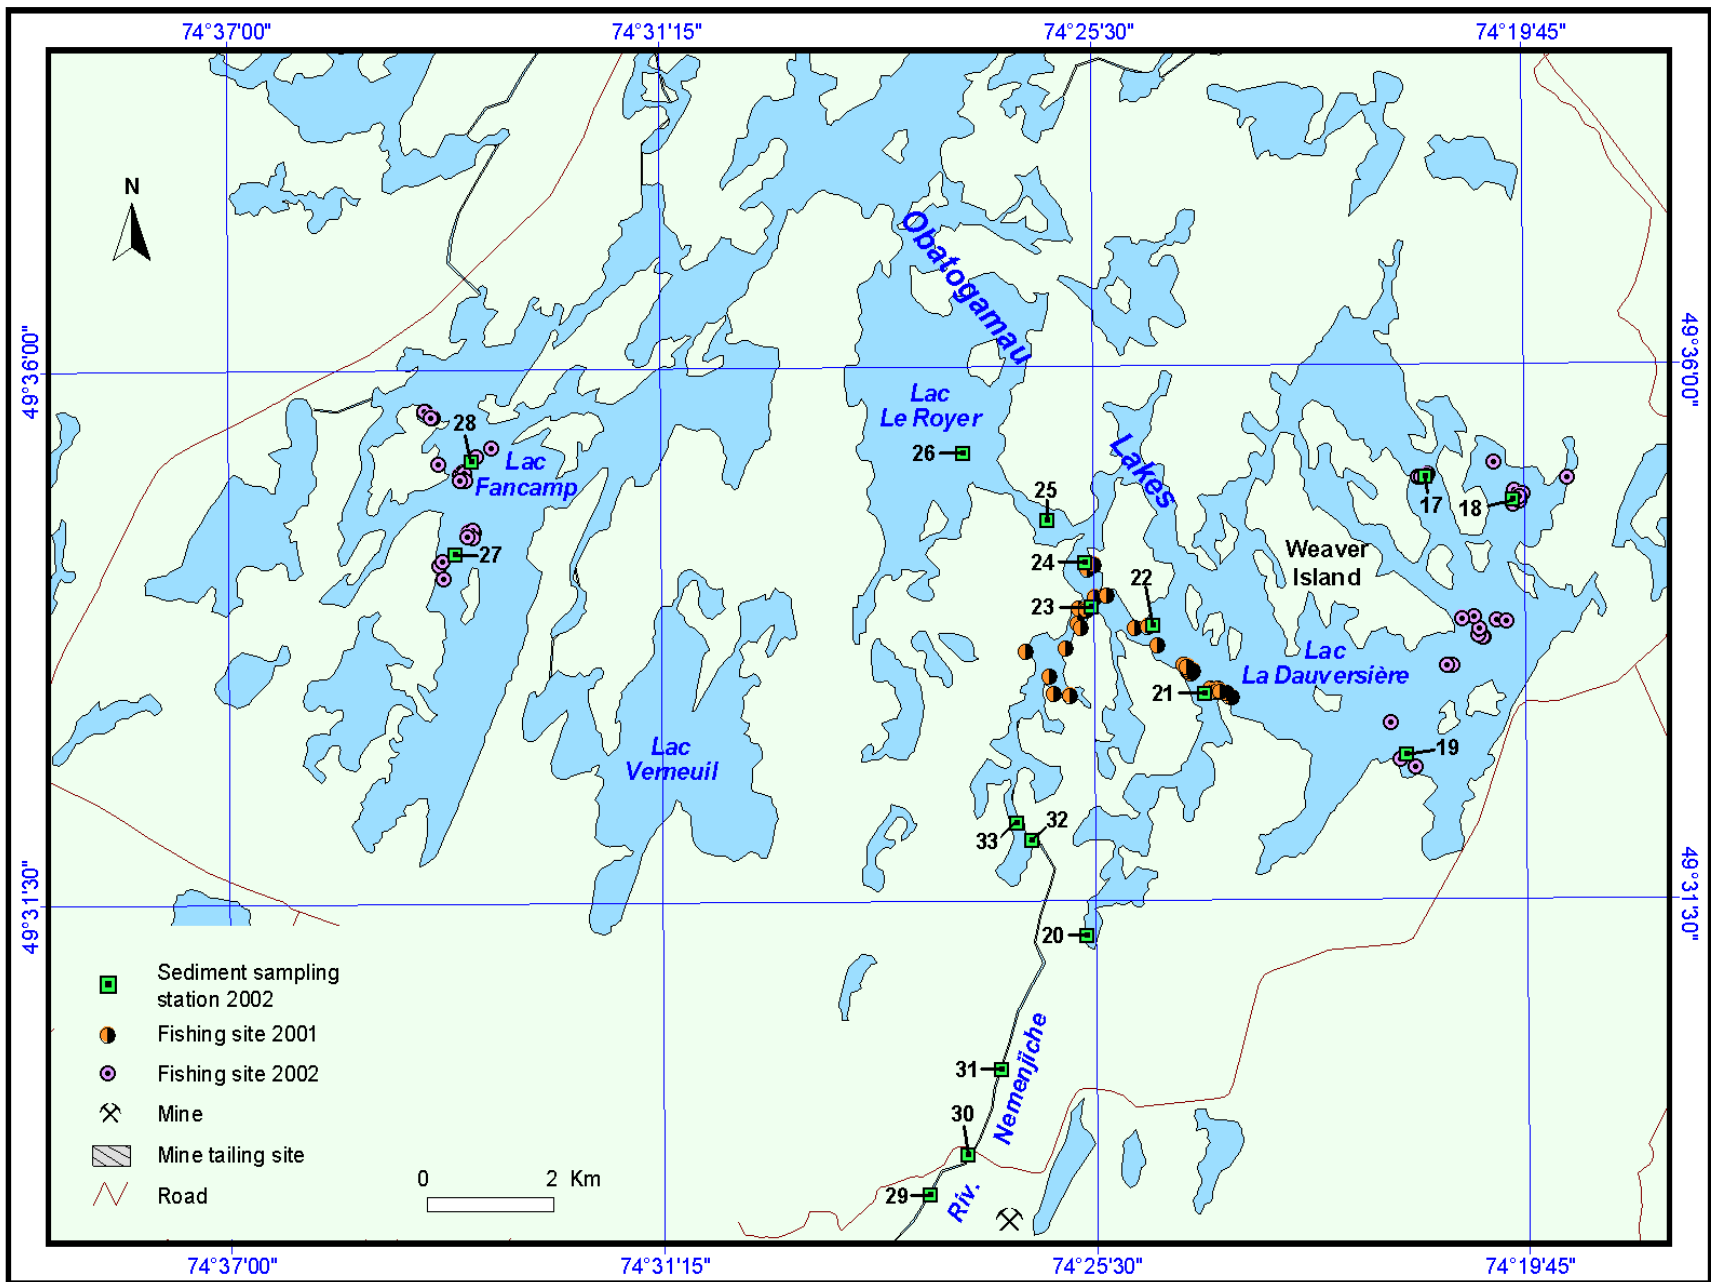 74°37'00"
74°31'15"
74°25'30"
74°19'45"
N
Obatogamau
Lakes
49°36'00"
49°36'00"
Lac
Le Royer
28
Lac
Fancamp
26
25
17
18
27
24
22
Weaver
Island
23
Lac
La Dauversière
21
19
Lac
Verneuil
33
32
49°31'30"
49°31'30"
20
Sediment sampling
station 2002
Fishing site 2001
Fishing site 2002
Mine
Mine tailing site
Road
0 2 Km
31
30
29
Riv. Nemenjiche
74°37'00"
74°31'15"
74°25'30"
74°19'45"